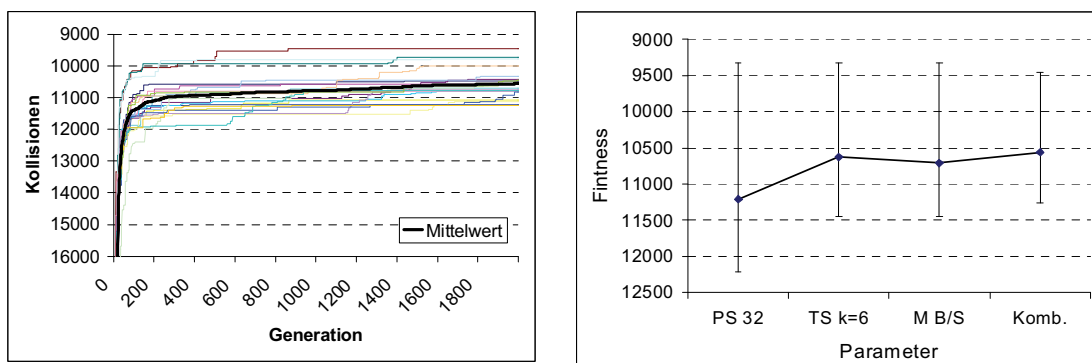 9000
10000
11000
12000
13000
14000
15000
16000
Kollisionen
Mittelwert
0
200
400
600
800
1000
1200
1400
1600
1800
Generation
9000
9500
10000
10500
11000
11500
12000
12500
Fintness
PS 32
TS k=6
M B/S
Komb.
Parameter